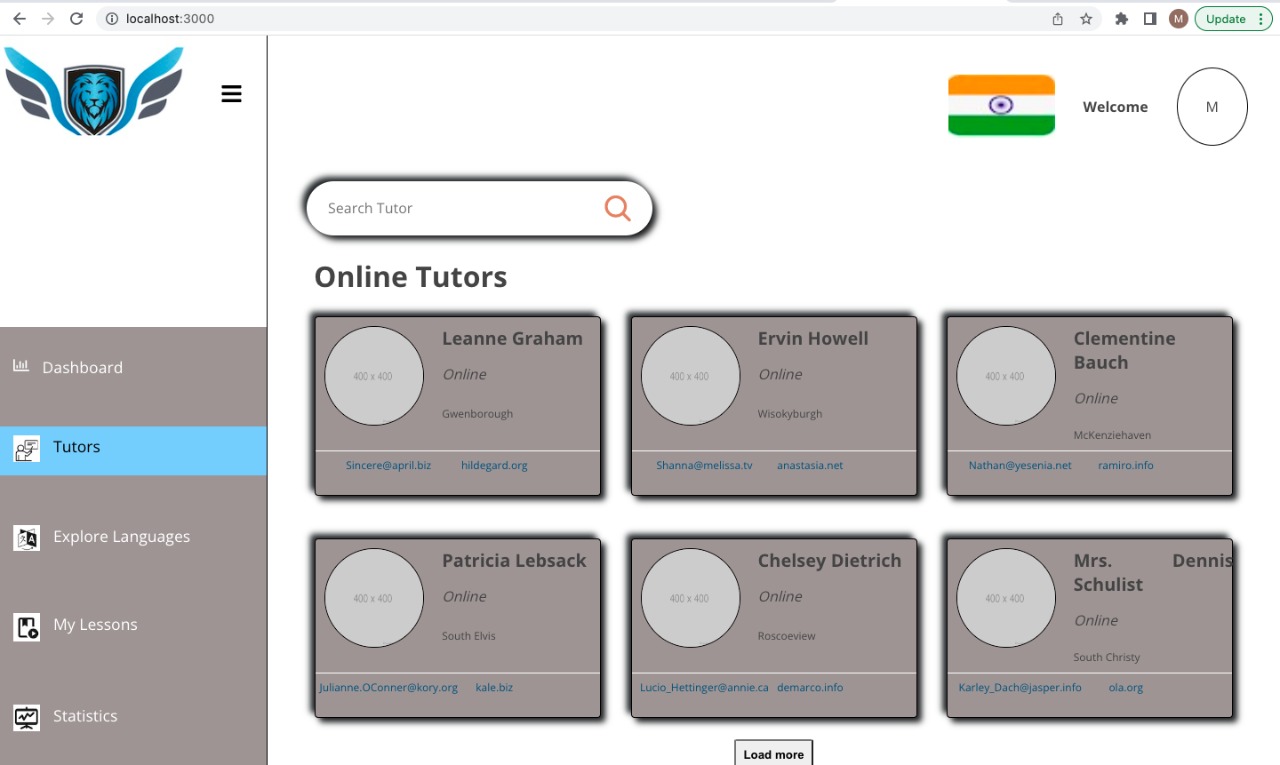 localhost:3000
M
Update
Welcome
M
Search Tutor
Online Tutors
Dashboard
Tutors
Explore Languages
My Lessons
Statistics
400 x 400
Leanne Graham
Online
Gwenborough
Sincere@april.biz hildegard.org
400 x 400
Ervin Howell
Online
Wisokyburgh
Shanna@melissa.tv anastasia.net
400 x 400
Clementine
Bauch
Online
McKenziehaven
Nathan@yesenia.net ramiro.info
400 x 400
Patricia Lebsack
Online
South Elvis
Julianne.OConner@kory.org kale.biz
400 x 400
Chelsey Dietrich
Online
Roscoeview
Lucio_Hettinger@annie.ca demarco.info
400 x 400
Mrs. Dennis
Schulist
Online
South Christy
Karley_Dach@jasper.info ola.org
Load more